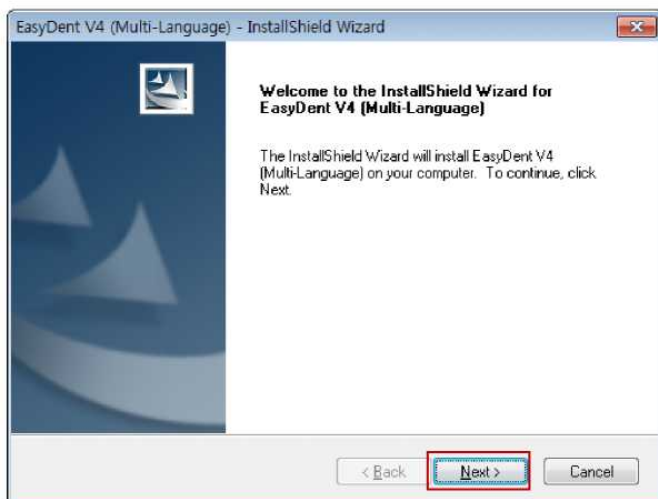 EasyDent V4 (Multi-Language) - InstallShield Wizard
Welcome to the InstallShield Wizard for
EasyDent V4 (Multi-Language)
The InstallShield Wizard will install EasyDent V4
(Multi-Language) on your computer. To continue, click
Next.
< Back
Next >
Cancel